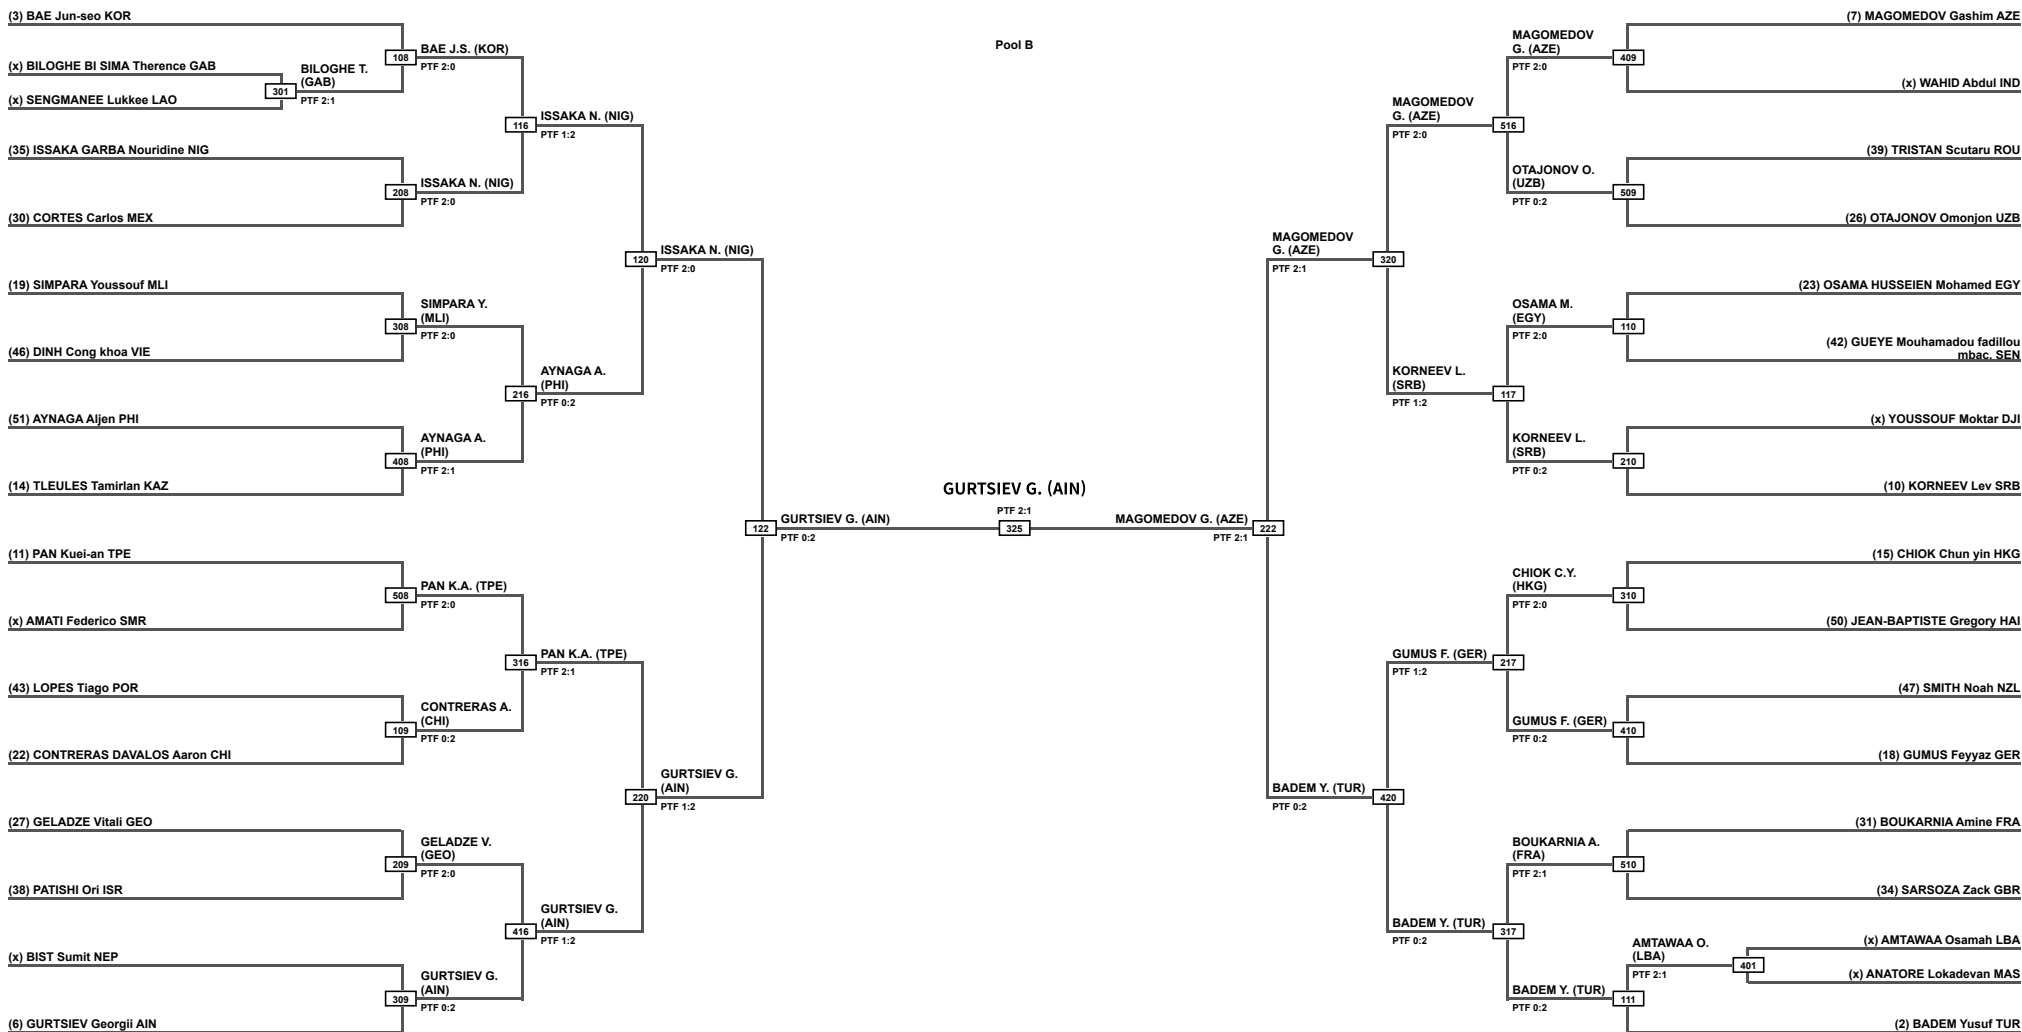 Pool B
(3) BAE Jun-seo KOR
(x) BILOGHE BI SIMA Therence GAB
(x) SENGMANEE Lukkee LAO
(35) ISSAKA GARBA Nouridine NIG
(30) CORTES Carlos MEX
(19) SIMPARA Youssouf MLI
(46) DINH Cong khoa VIE
(51) AYNAGA Aljen PHI
(14) TLEULES Tamirlan KAZ
(11) PAN Kuei-an TPE
(x) AMATI Federico SMR
(43) LOPES Tiago POR
(22) CONTRERAS DAVALOS Aaron CHI
(27) GELADZE Vitali GEO
(38) PATISHI Ori ISR
(x) BIST Sumit NEP
(6) GURTSIEV Georgii AIN
301
BILOGHE T.
(GAB)
PTF 2:1
108
BAE J.S. (KOR)
PTF 2:0
208
ISSAKA N. (NIG)
PTF 2:0
308
SIMPARA Y.
(MLI)
PTF 2:0
408
AYNAGA A.
(PHI)
PTF 2:1
508
PAN K.A. (TPE)
PTF 2:0
109
CONTRERAS A.
(CHI)
PTF 0:2
209
GELADZE V.
(GEO)
PTF 2:0
309
GURTSIEV G.
(AIN)
PTF 0:2
116
ISSAKA N. (NIG)
PTF 1:2
216
AYNAGA A.
(PHI)
PTF 0:2
316
PAN K.A. (TPE)
PTF 2:1
416
GURTSIEV G.
(AIN)
PTF 1:2
120
ISSAKA N. (NIG)
PTF 2:0
220
GURTSIEV G.
(AIN)
PTF 1:2
122
GURTSIEV G. (AIN)
PTF 0:2
GURTSIEV G. (AIN)
PTF 2:1
325
MAGOMEDOV G. (AZE)
PTF 2:1
222
MAGOMEDOV
G. (AZE)
PTF 2:1
320
BADEM Y. (TUR)
PTF 0:2
420
MAGOMEDOV
G. (AZE)
PTF 2:0
516
KORNEEV L.
(SRB)
PTF 1:2
117
GUMUS F. (GER)
PTF 1:2
217
BADEM Y. (TUR)
PTF 0:2
317
MAGOMEDOV
G. (AZE)
PTF 2:0
409
OTAJONOV O.
(UZB)
PTF 0:2
509
OSAMA M.
(EGY)
PTF 2:0
110
KORNEEV L.
(SRB)
PTF 0:2
210
CHIOK C.Y.
(HKG)
PTF 2:0
310
GUMUS F. (GER)
PTF 0:2
410
BOUKARNIA A.
(FRA)
PTF 2:1
510
BADEM Y. (TUR)
PTF 0:2
111
AMTAWAA O.
(LBA)
PTF 2:1
401
(7) MAGOMEDOV Gashim AZE
(x) WAHID Abdul IND
(39) TRISTAN Scutaru ROU
(26) OTAJONOV Omonjon UZB
(23) OSAMA HUSSEIEN Mohamed EGY
(42) GUEYE Mouhamadou fadillou
mbac. SEN
(x) YOUSSOUF Moktar DJI
(10) KORNEEV Lev SRB
(15) CHIOK Chun yin HKG
(50) JEAN-BAPTISTE Gregory HAI
(47) SMITH Noah NZL
(18) GUMUS Feyyaz GER
(31) BOUKARNIA Amine FRA
(34) SARSOZA Zack GBR
(x) AMTAWAA Osamah LBA
(x) ANATORE Lokadevan MAS
(2) BADEM Yusuf TUR